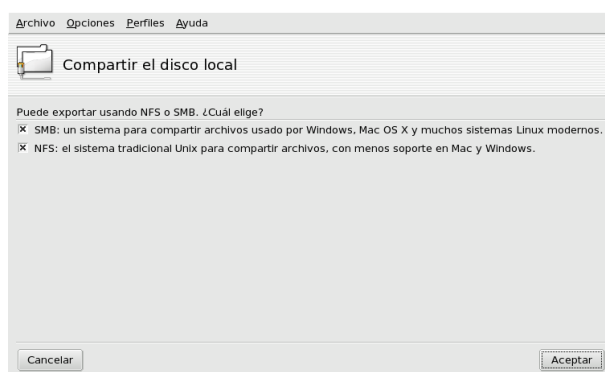 Archivo Opciones Perfiles Ayuda
Compartir el disco local
Puede exportar usando NFS o SMB. ¿Cuál elige?
SMB: un sistema para compartir archivos usado por Windows, Mac OS X y muchos sistemas Linux modernos.
NFS: el sistema tradicional Unix para compartir archivos, con menos soporte en Mac y Windows.
Cancelar Aceptar